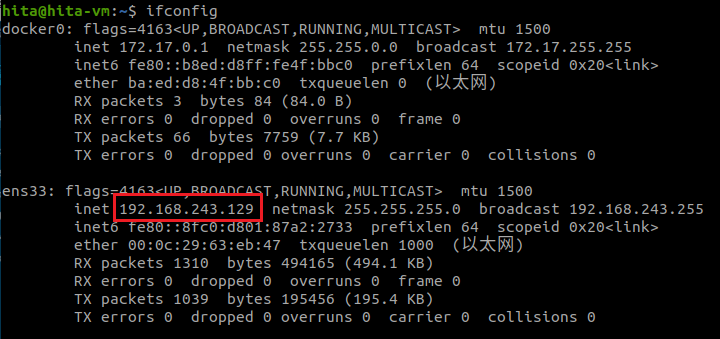 hita@hita-vm:~$ ifconfig
docker0: flags=4163<UP,BROADCAST,RUNNING,MULTICAST>  mtu 1500
        inet 172.17.0.1  netmask 255.255.0.0  broadcast 172.17.255.255
        inet6 fe80::b8ed:d8ff:fe4f:bbc0  prefixlen 64  scopeid 0x20<link>
        ether ba:ed:d8:4f:bb:c0  txqueuelen 0  (以太网)
        RX packets 3  bytes 84 (84.0 B)
        RX errors 0  dropped 0  overruns 0  frame 0
        TX packets 66  bytes 7759 (7.7 KB)
        TX errors 0  dropped 0 overruns 0  carrier 0  collisions 0

ens33: flags=4163<UP,BROADCAST,RUNNING,MULTICAST>  mtu 1500
        inet 192.168.243.129  netmask 255.255.255.0  broadcast 192.168.243.255
        inet6 fe80::8fc0:d801:87a2:2733  prefixlen 64  scopeid 0x20<link>
        ether 00:0c:29:63:eb:47  txqueuelen 1000  (以太网)
        RX packets 1310  bytes 494165 (494.1 KB)
        RX errors 0  dropped 0  overruns 0  frame 0
        TX packets 1039  bytes 195456 (195.4 KB)
        TX errors 0  dropped 0 overruns 0  carrier 0  collisions 0